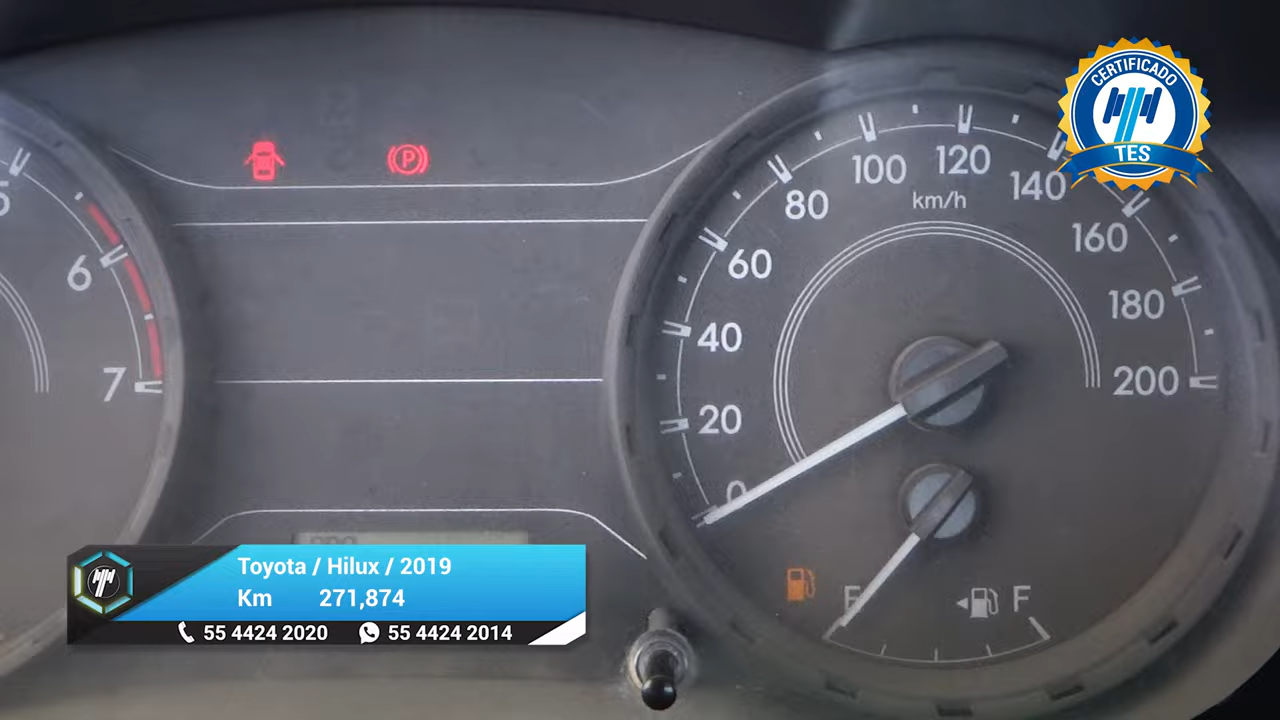 CERTIFICADO
TES
5
6
7
0
20
40
60
80
100
120
140
160
180
200
km/h
P
E
F
Toyota / Hilux / 2019
Km 271,874
55 4424 2020 55 4424 2014